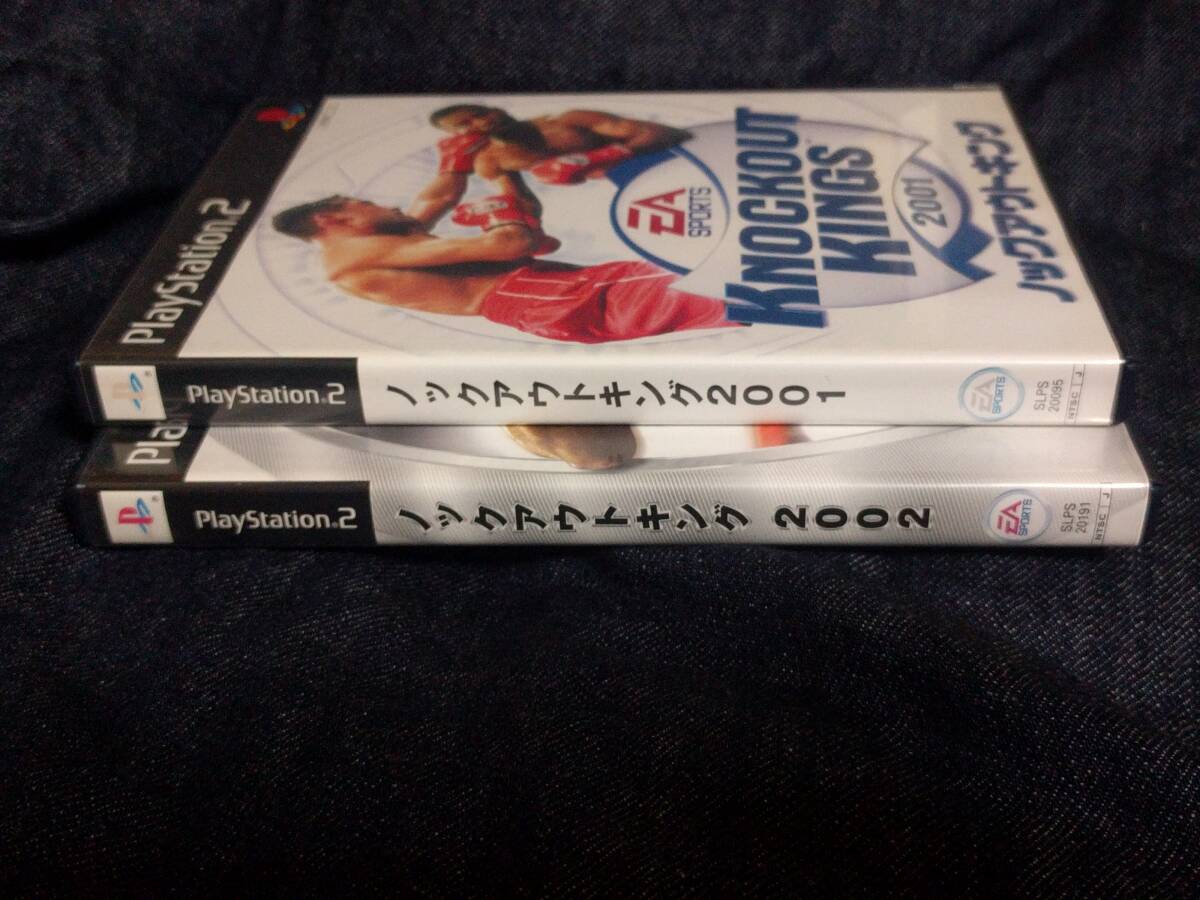 PlayStation.2
EA
SPORTS
KNOCKOUT
KINGS
2001
ノックアウトキング
PlayStation.2
ノックアウトキング2001
EA
SPORTS
SLPS
20095
NTSC J
Play
PlayStation.2
ノックアウトキング 2002
EA
SPORTS
SLPS
20191
NTSC J